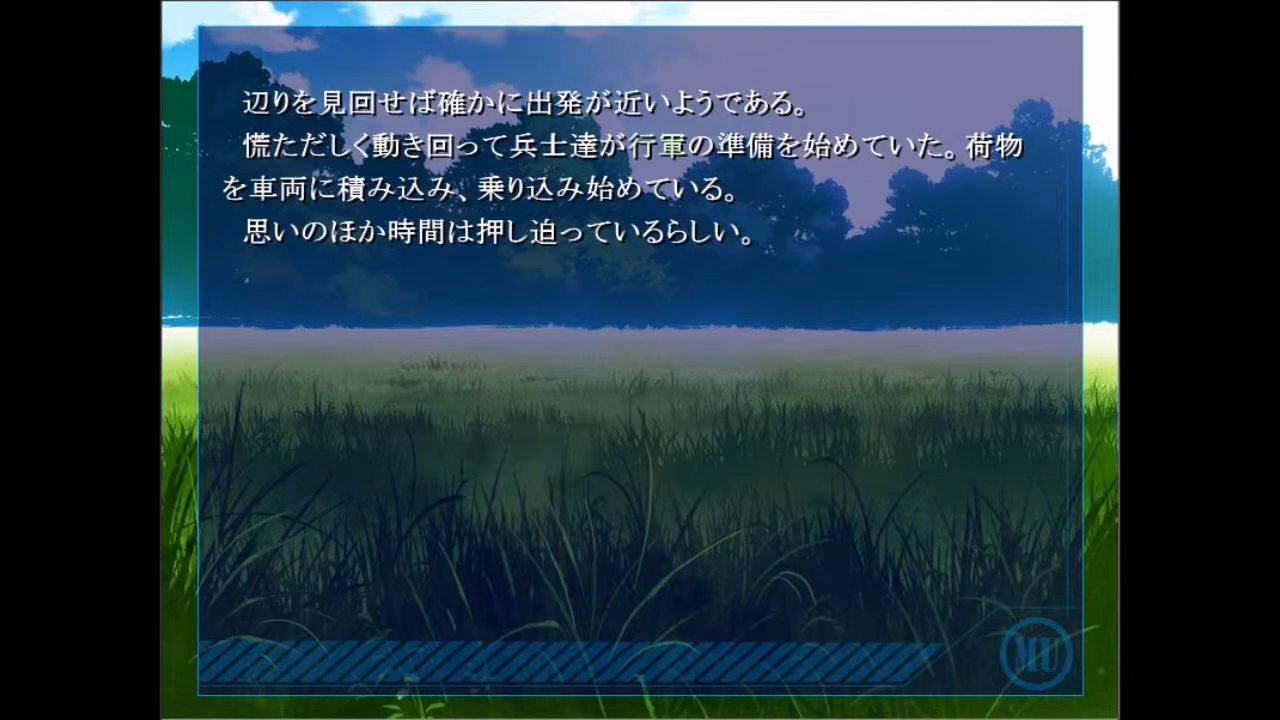 辺りを見回せば確かに出発が近いようである。
慌ただしく動き回って兵士達が行軍の準備を始めていた。荷物
を車両に積み込み、乗り込み始めている。
思いのほか時間は押し迫っているらしい。
MU